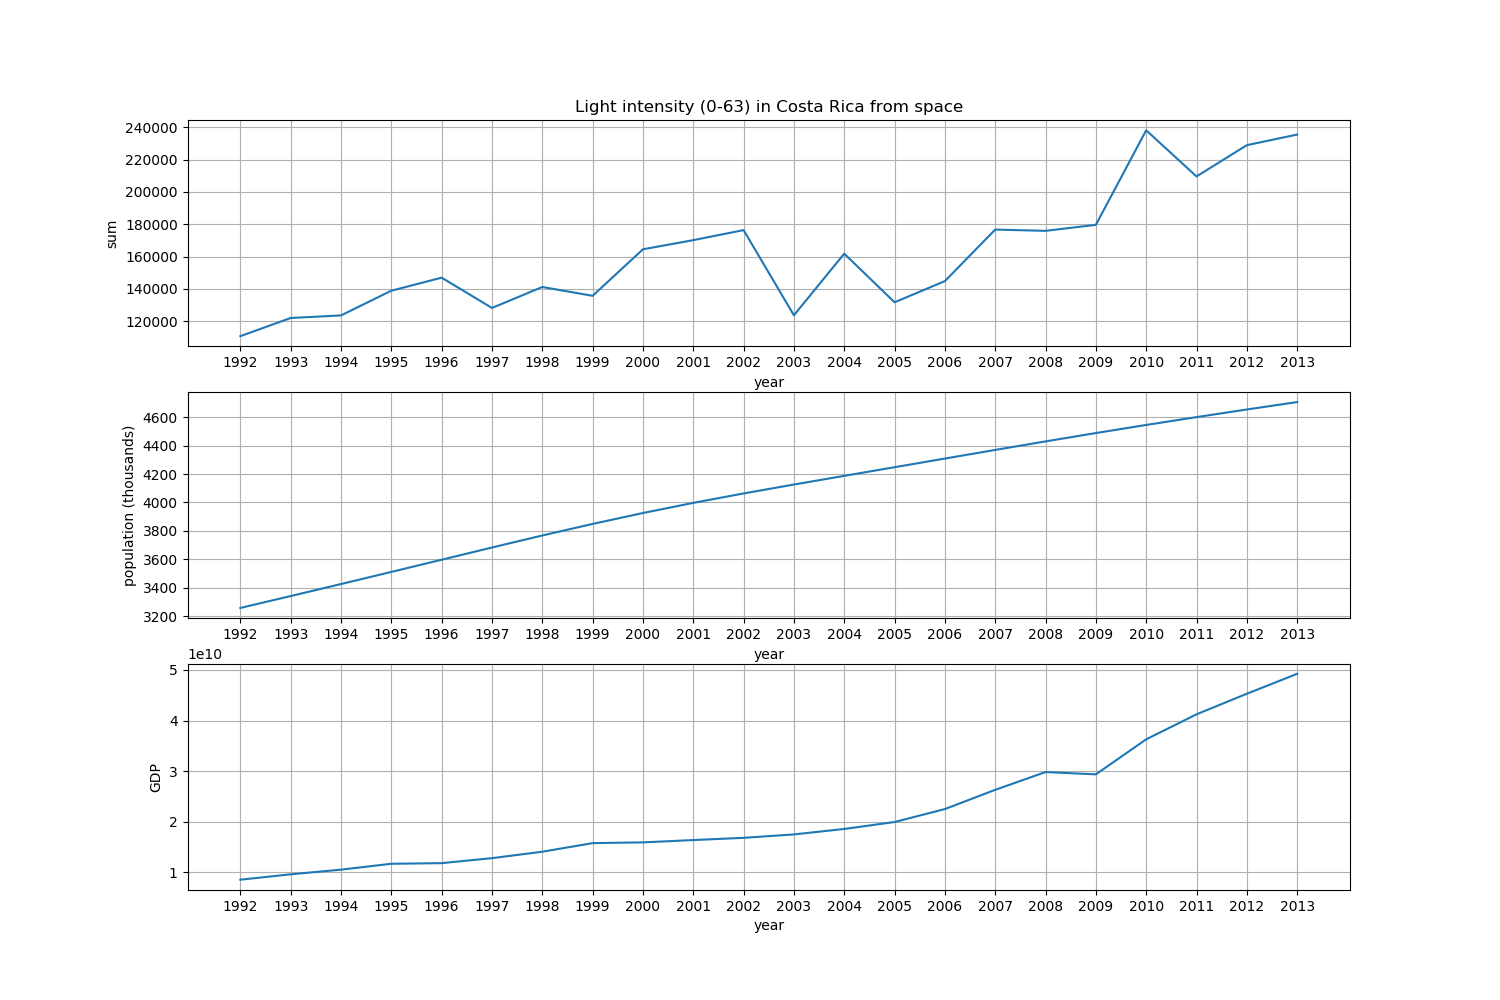 Light intensity (0-63) in Costa Rica from space
240000
220000
200000
180000
160000
140000
120000
sum
1992 1993 1994 1995 1996 1997 1998 1999 2000 2001 2002 2003 2004 2005 2006 2007 2008 2009 2010 2011 2012 2013
year
4600
4400
4200
4000
3800
3600
3400
3200
population (thousands)
1992 1993 1994 1995 1996 1997 1998 1999 2000 2001 2002 2003 2004 2005 2006 2007 2008 2009 2010 2011 2012 2013
year
1e10
5
4
3
2
1
GDP
1992 1993 1994 1995 1996 1997 1998 1999 2000 2001 2002 2003 2004 2005 2006 2007 2008 2009 2010 2011 2012 2013
year